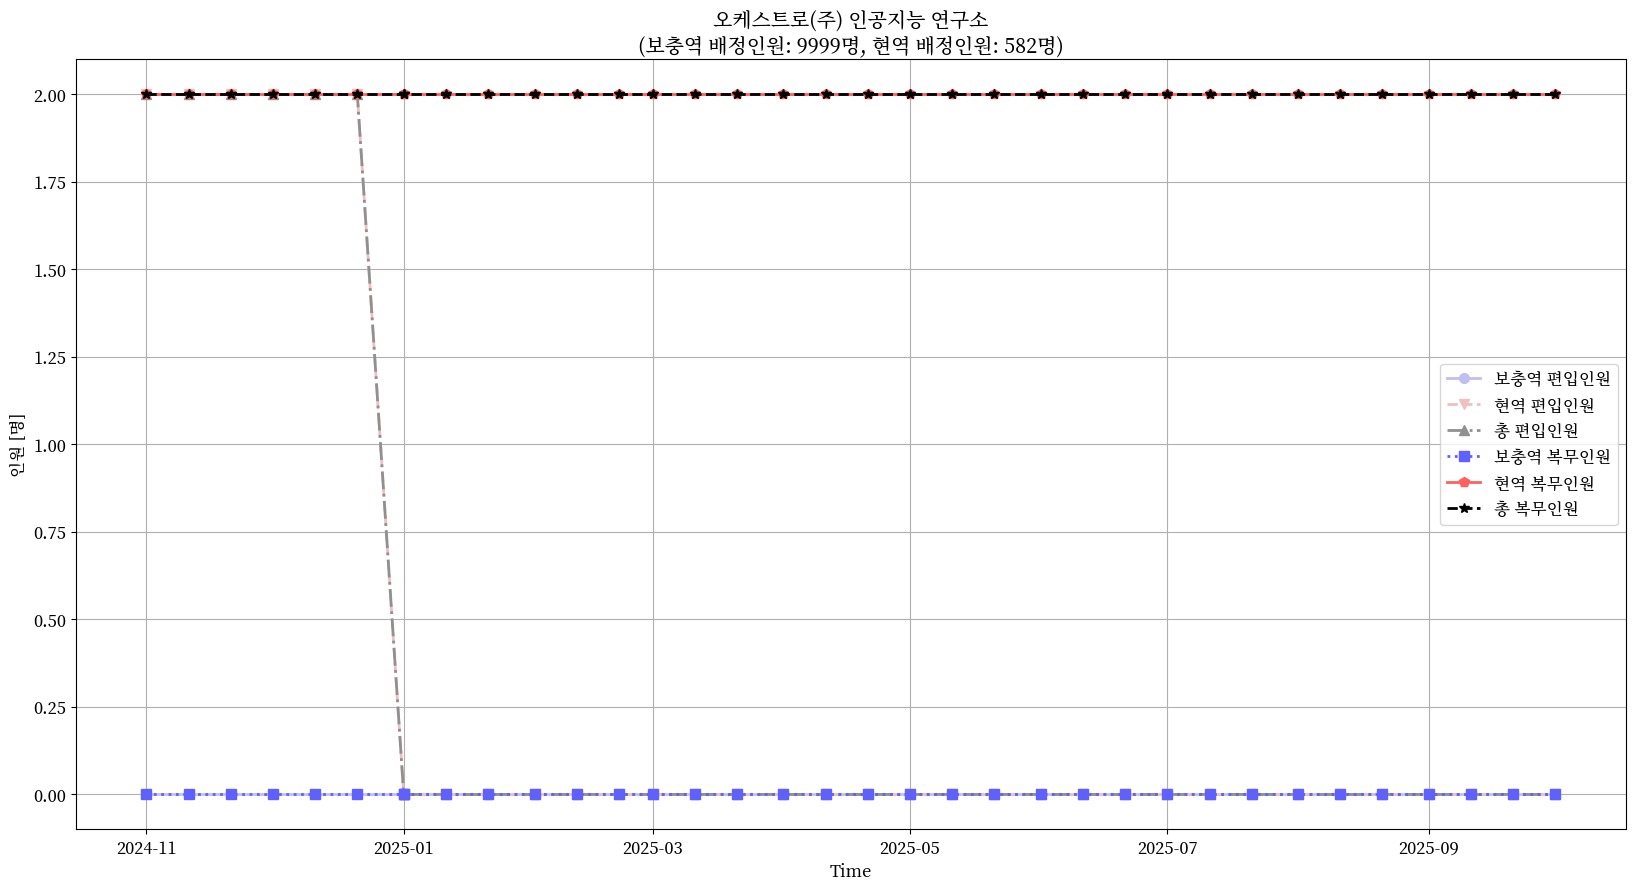 오케스트로(주) 인공지능 연구소
(보충역 배정인원: 9999명, 현역 배정인원: 582명)
2.00
1.75
1.50
1.25
1.00
0.75
0.50
0.25
0.00
인원 [명]
보충역 편입인원
현역 편입인원
총 편입인원
보충역 복무인원
현역 복무인원
총 복무인원
2024-11
2025-01
2025-03
2025-05
2025-07
2025-09
Time